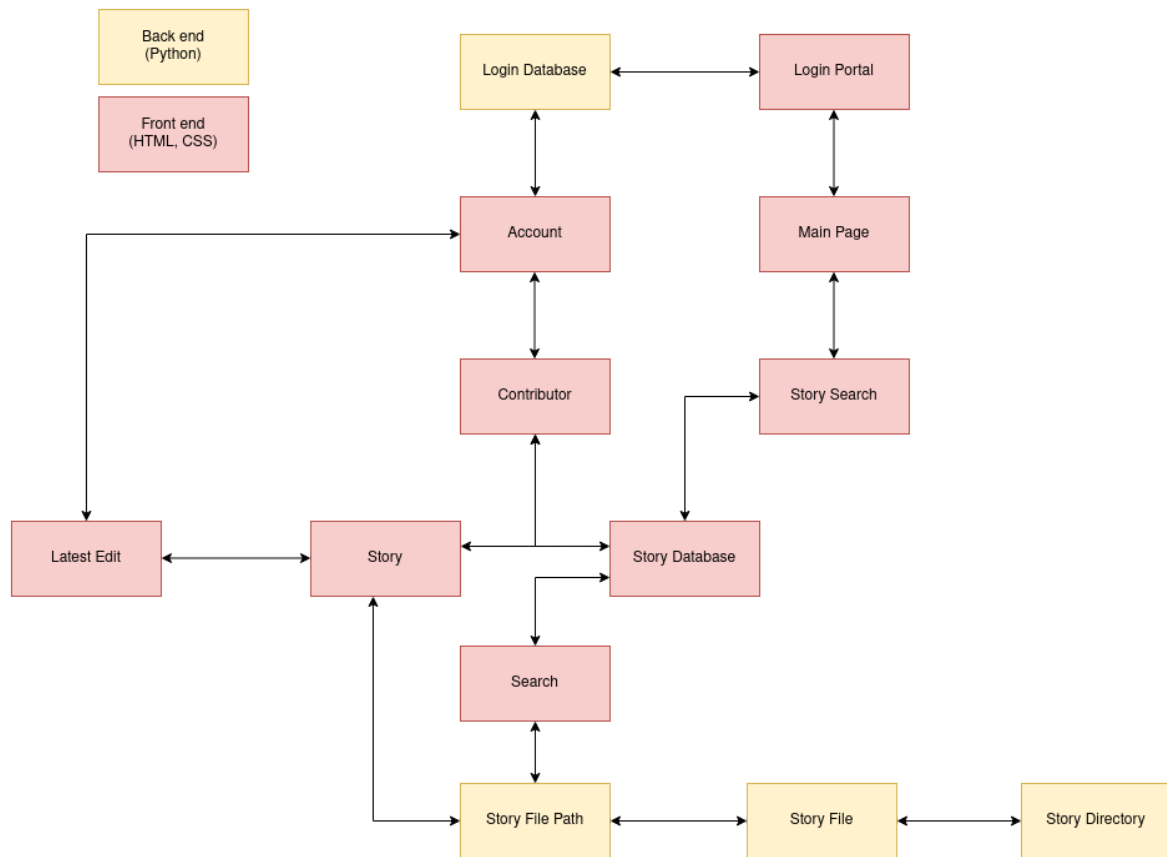 Back end
(Python)
Login Database
Login Portal
Front end
(HTML, CSS)
Account
Main Page
Contributor
Story Search
Latest Edit
Story
Story Database
Search
Story File Path
Story File
Story Directory